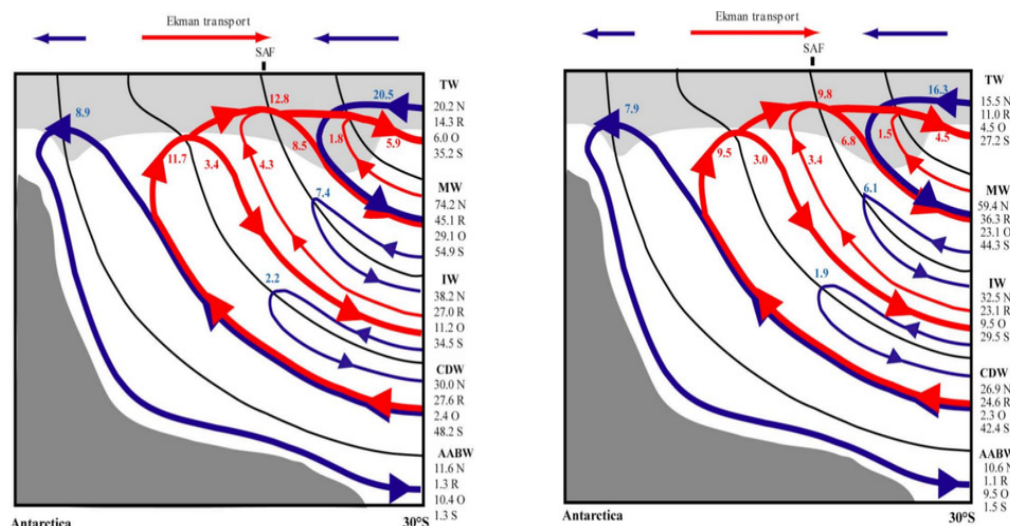 Ekman transport
SAF
TW
20.2 N
14.3 R
6.0 O
35.2 S
MW
74.2 N
45.1 R
29.1 O
54.9 S
IW
38.2 N
27.0 R
11.2 O
34.5 S
CDW
30.0 N
27.6 R
2.4 O
48.2 S
AABW
11.6 N
1.3 R
10.4 O
1.3 S
8.9
12.8
20.5
11.7
3.4
4.3
8.5
1.8
5.9
7.4
2.2
Antarctica
30°S
Ekman transport
SAF
TW
15.5 N
11.0 R
4.5 O
27.2 S
MW
59.4 N
36.3 R
23.1 O
44.3 S
IW
32.5 N
23.1 R
9.5 O
29.5 S
CDW
26.9 N
24.6 R
2.3 O
42.4 S
AABW
10.6 N
1.1 R
9.5 O
1.5 S
7.9
9.8
16.3
9.5
3.0
3.4
6.8
1.5
4.5
6.1
1.9
Antarctica
30°S